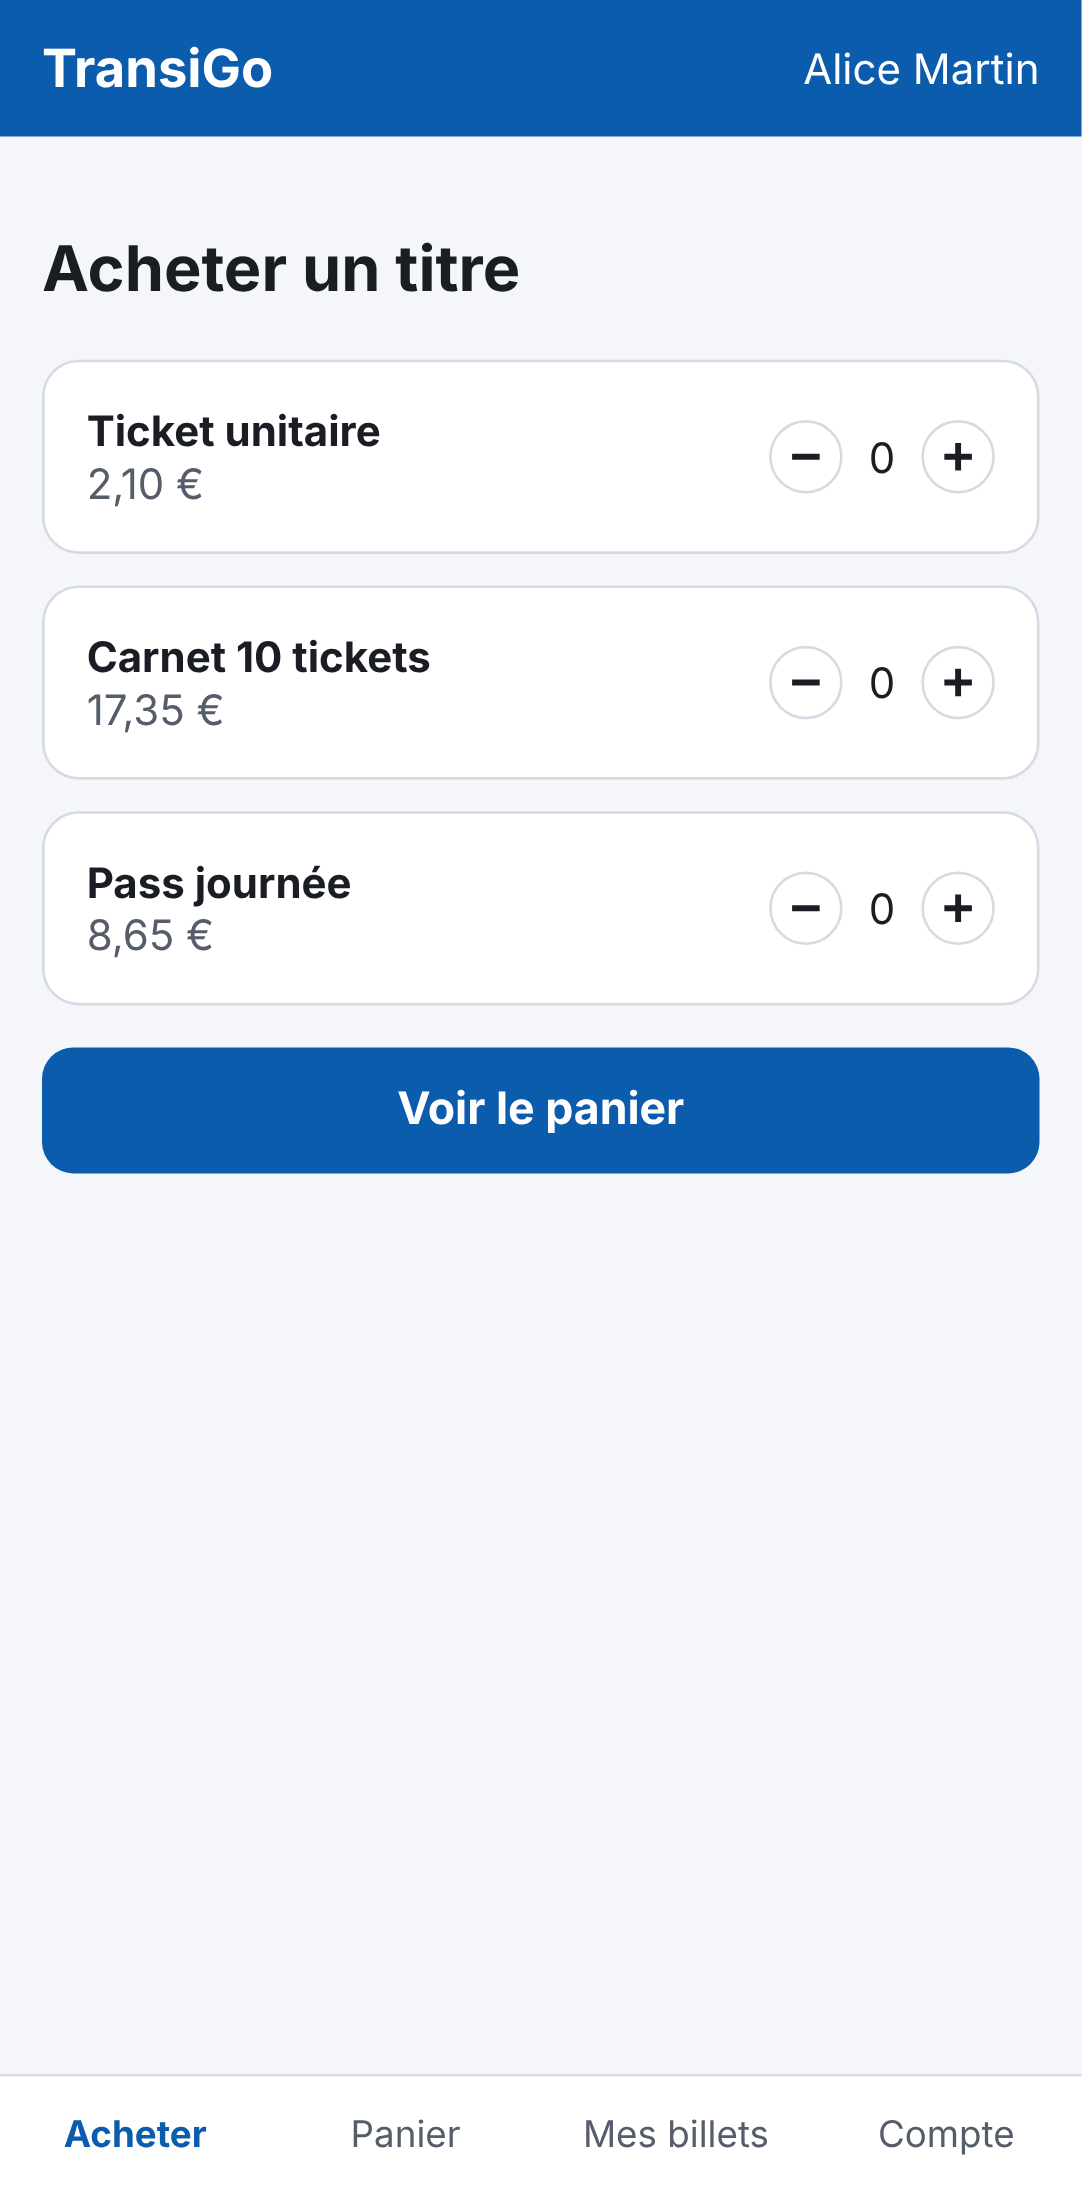 TransiGo
Alice Martin
Acheter un titre
Ticket unitaire
2,10 €
− 0 +
Carnet 10 tickets
17,35 €
− 0 +
Pass journée
8,65 €
− 0 +
Voir le panier
Acheter
Panier
Mes billets
Compte